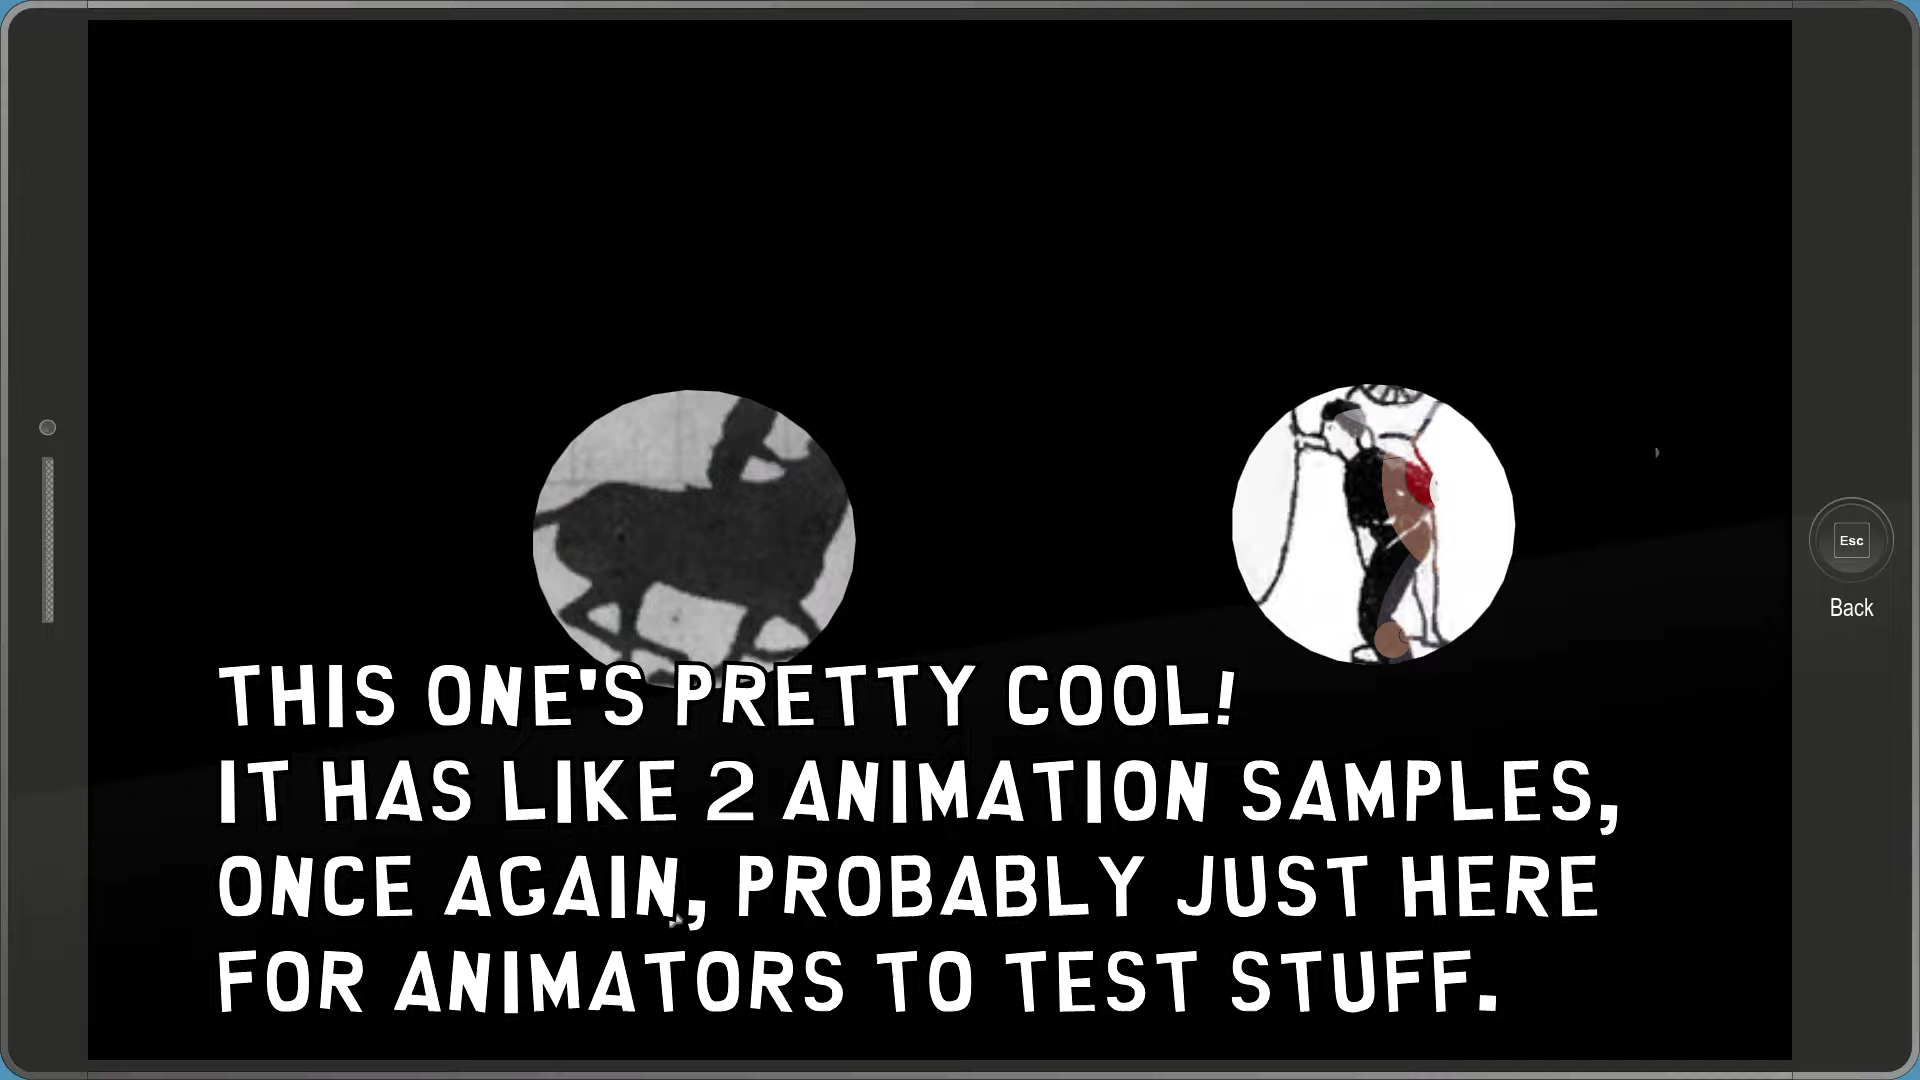 THIS ONE'S PRETTY COOL!
IT HAS LIKE 2 ANIMATION SAMPLES,
ONCE AGAIN, PROBABLY JUST HERE
FOR ANIMATORS TO TEST STUFF.
Esc
Back